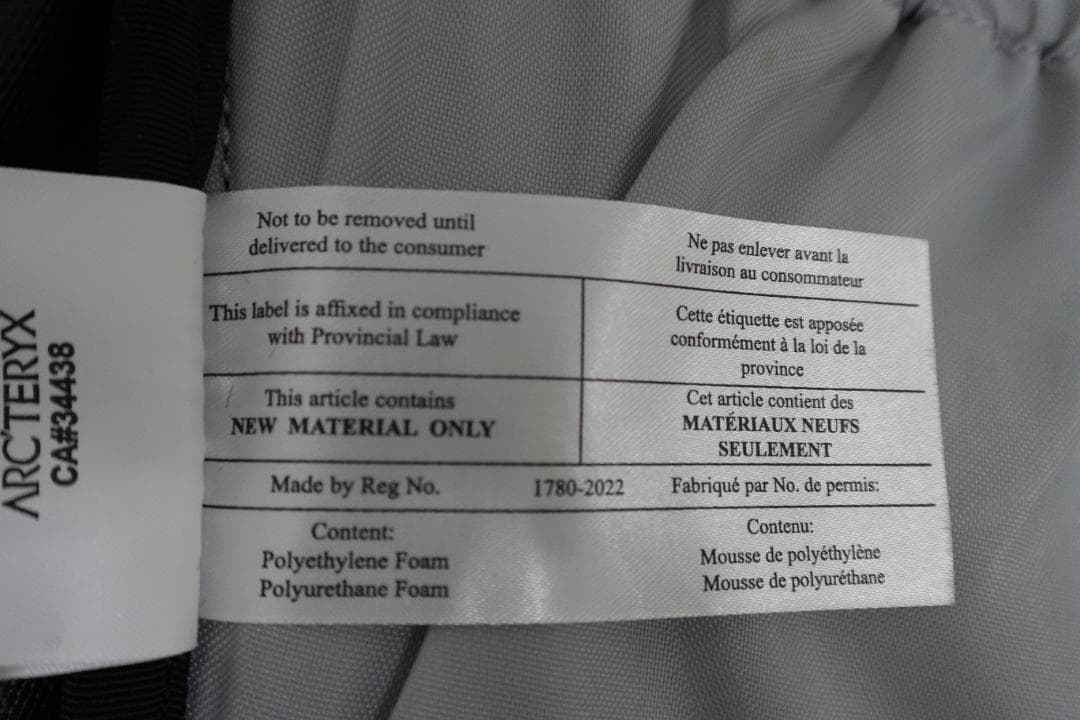 ARC'TERYX
CA#34438
Not to be removed until
delivered to the consumer
Ne pas enlever avant la
livraison au consommateur
This label is affixed in compliance
with Provincial Law
Cette étiquette est apposée
conformément à la loi de la
province
This article contains
NEW MATERIAL ONLY
Cet article contient des
MATÉRIAUX NEUFS
SEULEMENT
Made by Reg No. 1780-2022 Fabriqué par No. de permis:
Content:
Polyethylene Foam
Polyurethane Foam
Contenu:
Mousse de polyéthylène
Mousse de polyuréthane